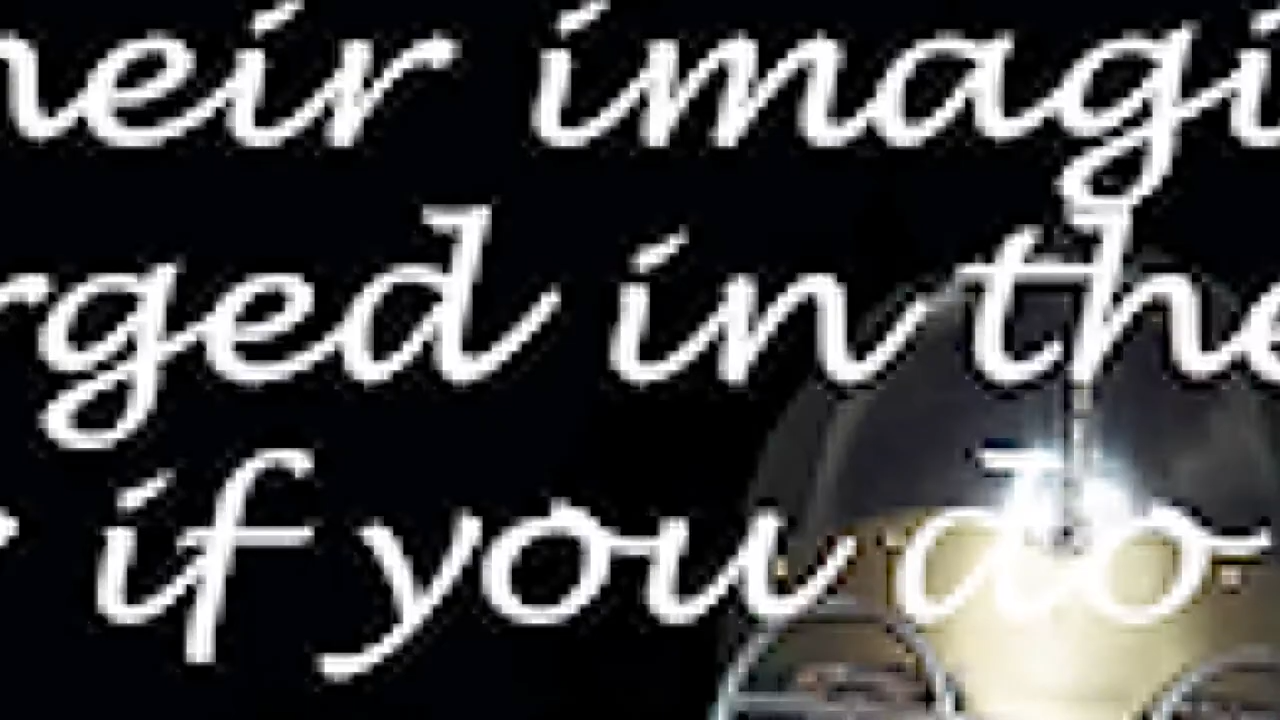 heir imagi
rged in the
if you do